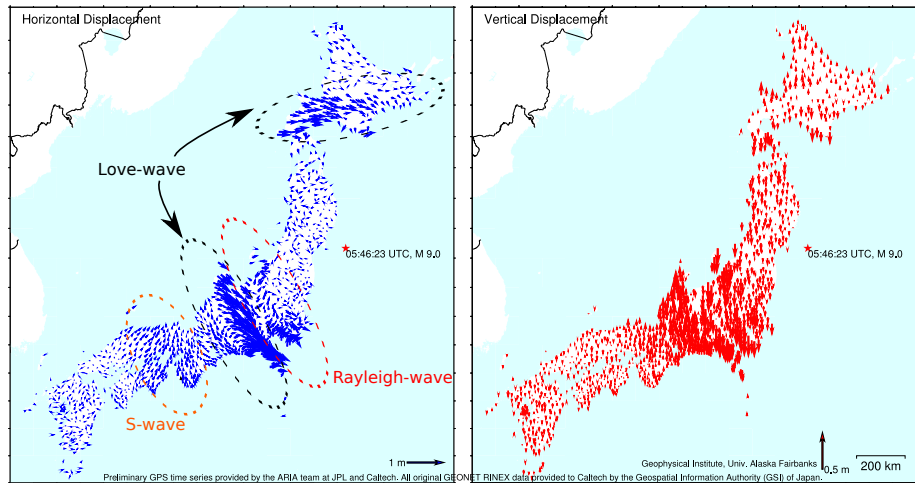 Horizontal Displacement
Love-wave
05:46:23 UTC, M 9.0
Rayleigh-wave
S-wave
1 m
Vertical Displacement
05:46:23 UTC, M 9.0
Geophysical Institute, Univ. Alaska Fairbanks
0.5 m
200 km
Preliminary GPS time series provided by the ARIA team at JPL and Caltech. All original GEONET RINEX data provided to Caltech by the Geospatial Information Authority (GSI) of Japan.